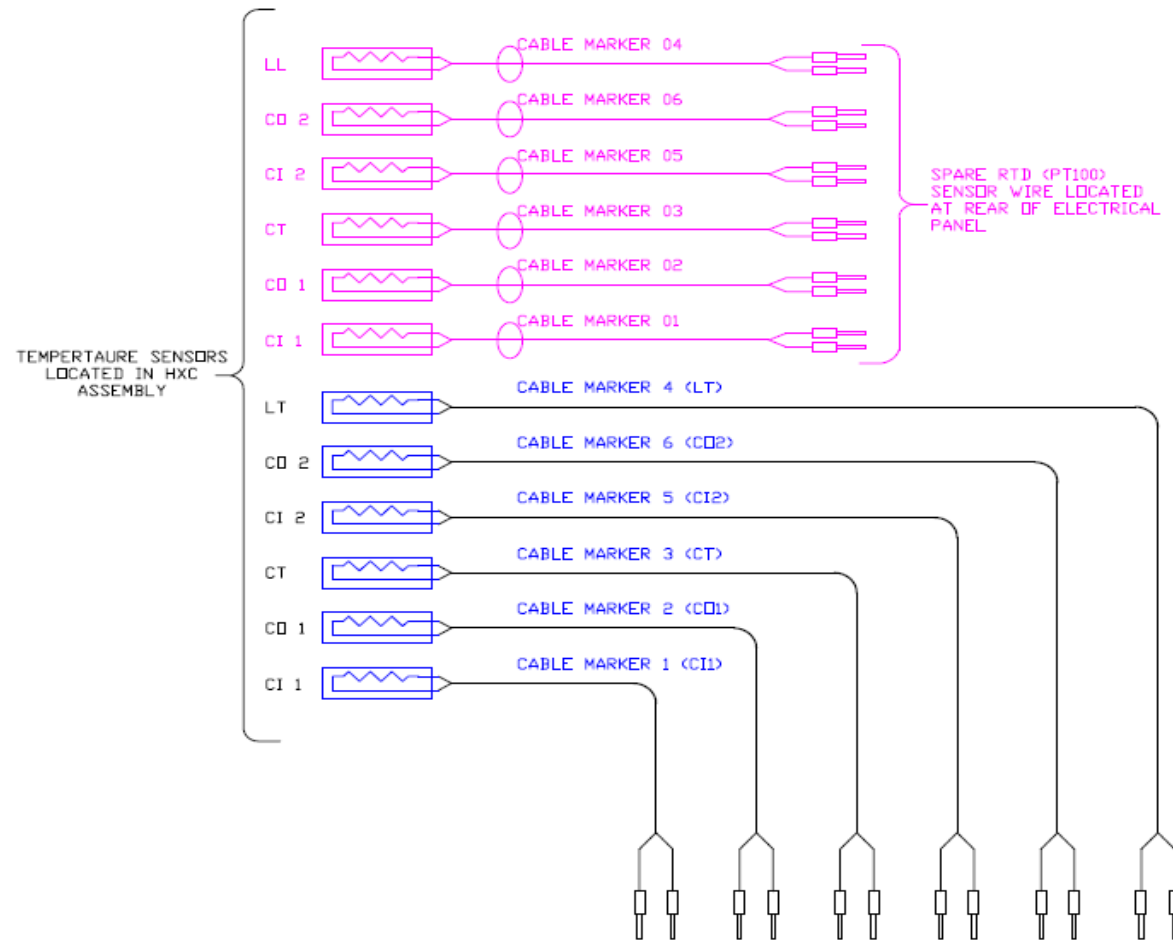 LL
CABLE MARKER 04
CO 2
CABLE MARKER 06
CI 2
CABLE MARKER 05
CT
CABLE MARKER 03
CO 1
CABLE MARKER 02
CI 1
CABLE MARKER 01
SPARE RTD (PT100)
SENSOR WIRE LOCATED
AT REAR OF ELECTRICAL
PANEL
TEMPERTAURE SENSORS
LOCATED IN HXC
ASSEMBLY
LT
CABLE MARKER 4 (LT)
CO 2
CABLE MARKER 6 (CO2)
CI 2
CABLE MARKER 5 (CI2)
CT
CABLE MARKER 3 (CT)
CO 1
CABLE MARKER 2 (CO1)
CI 1
CABLE MARKER 1 (CI1)